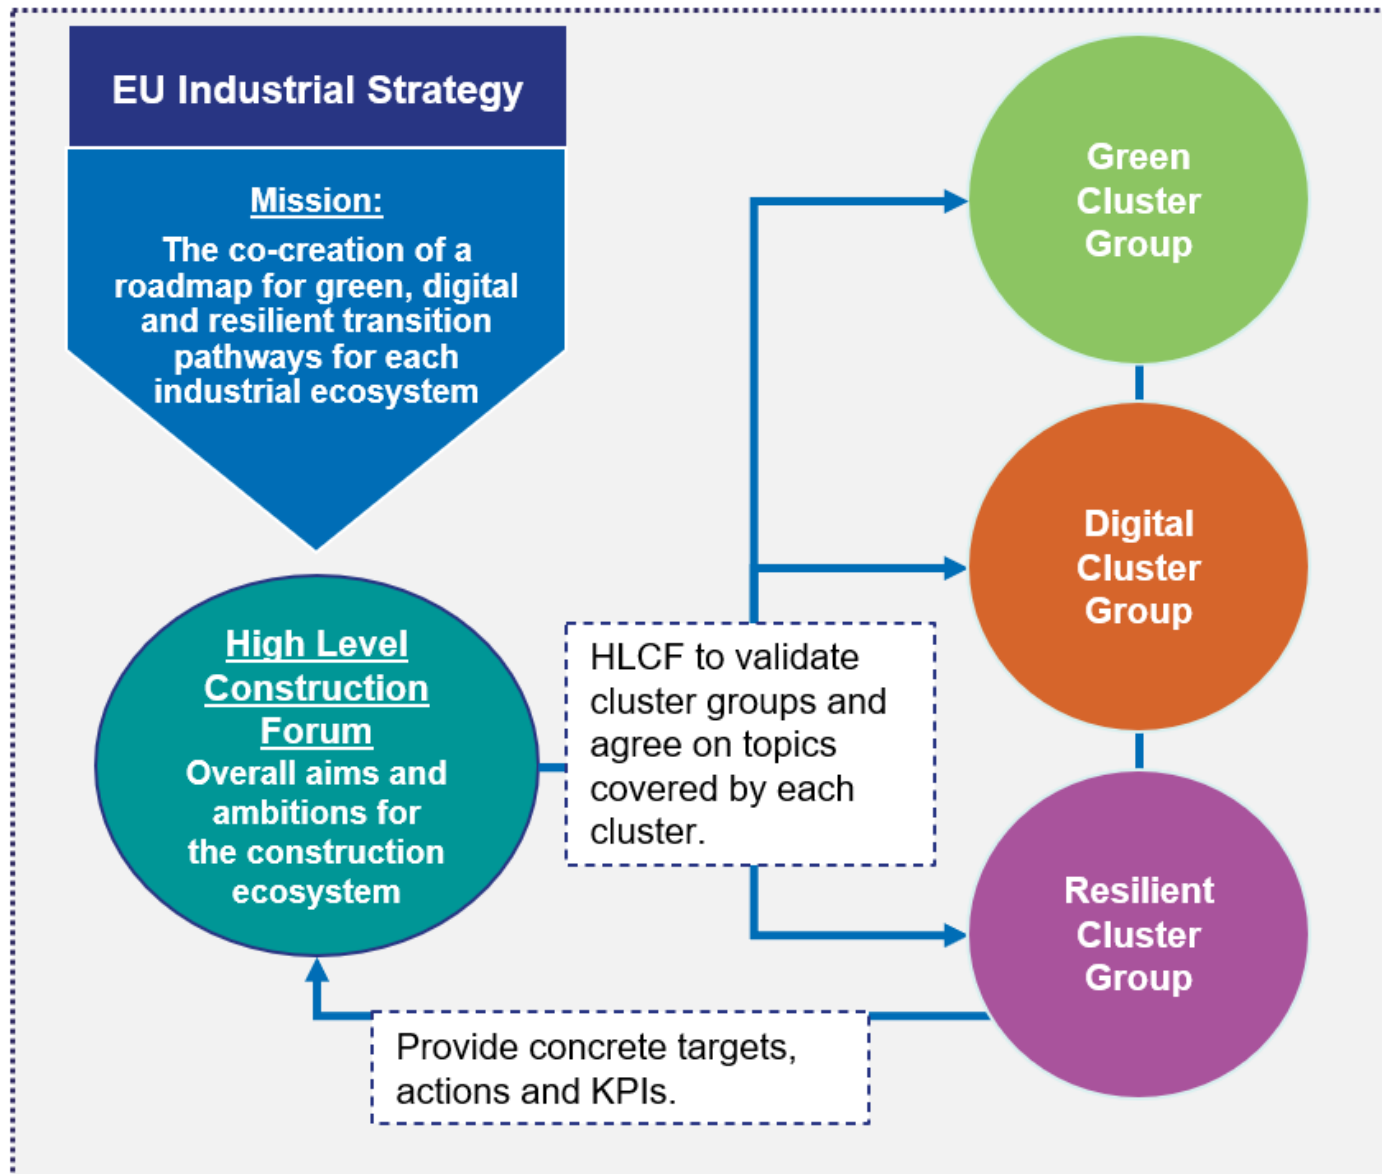 EU Industrial Strategy
Mission:
The co-creation of a
roadmap for green, digital
and resilient transition
pathways for each
industrial ecosystem
High Level
Construction
Forum
Overall aims and
ambitions for
the construction
ecosystem
HLCF to validate
cluster groups and
agree on topics
covered by each
cluster.
Green
Cluster
Group
Digital
Cluster
Group
Resilient
Cluster
Group
Provide concrete targets,
actions and KPIs.